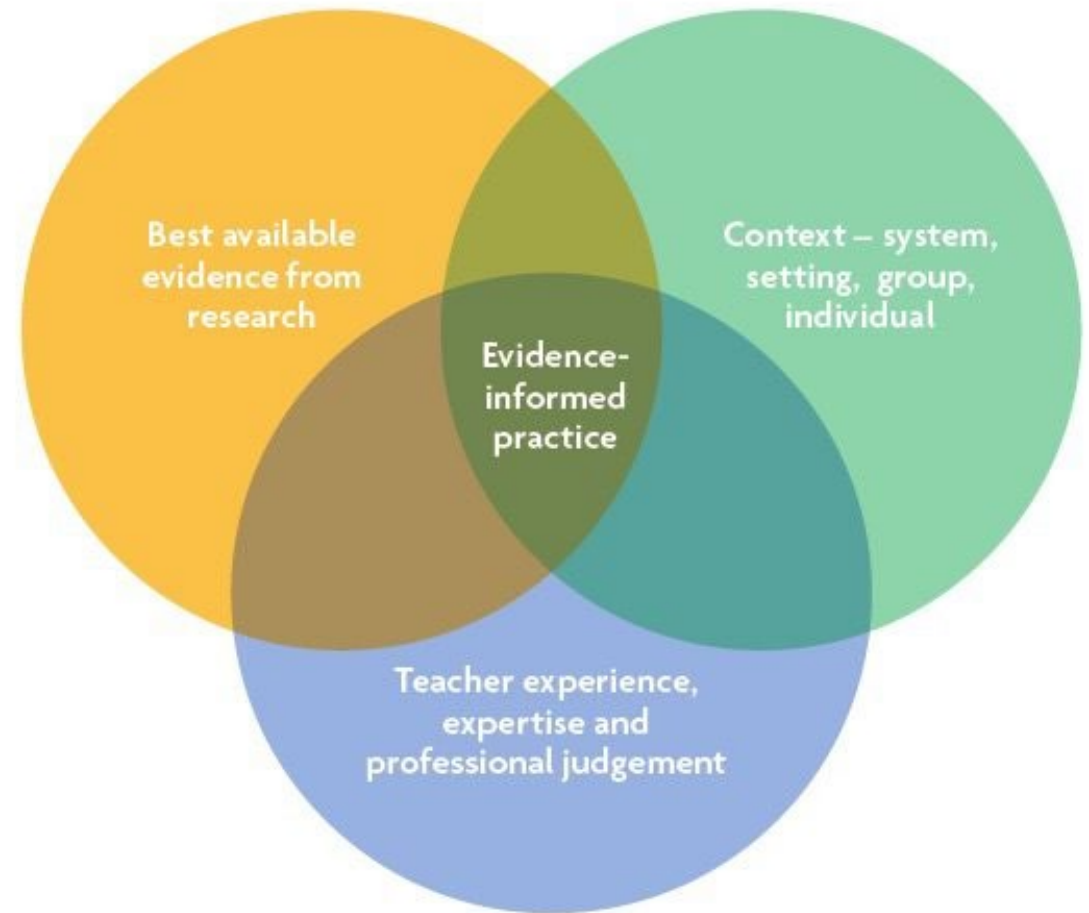 Best available
evidence from
research
Context – system,
setting, group,
individual
Evidence-
informed
practice
Teacher experience,
expertise and
professional judgement